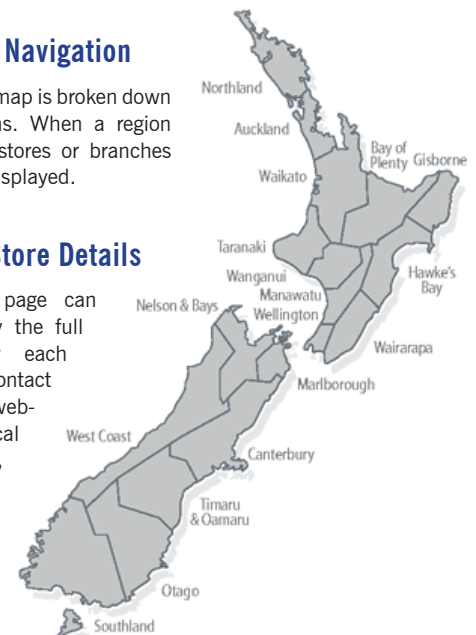 Navigation
map is broken down
ns. When a region
stores or branches
splayed.
Store Details
page can
the full
each
ontact
web-
cal
Northland
Auckland
Waikato
Bay of
Plenty
Gisborne
Taranaki
Wanganui
Manawatu
Wellington
Hawke's
Bay
Wairarapa
Nelson & Bays
Marlborough
West Coast
Canterbury
Timaru
& Oamaru
Otago
Southland